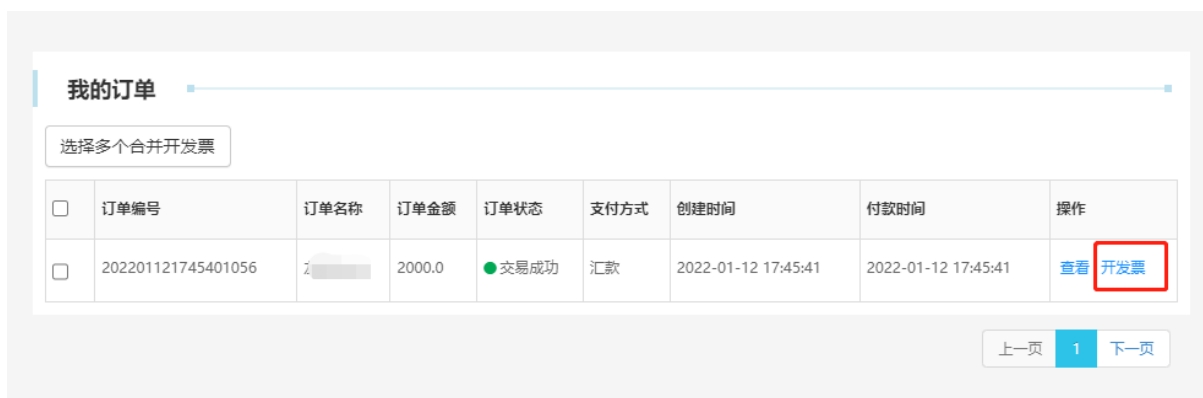 我的订单
选择多个合并开发票
订单编号 订单名称 订单金额 订单状态 支付方式 创建时间 付款时间 操作
202201121745401056 2000.0 交易成功 汇款 2022-01-12 17:45:41 2022-01-12 17:45:41 查看 开发票
上一页 1 下一页